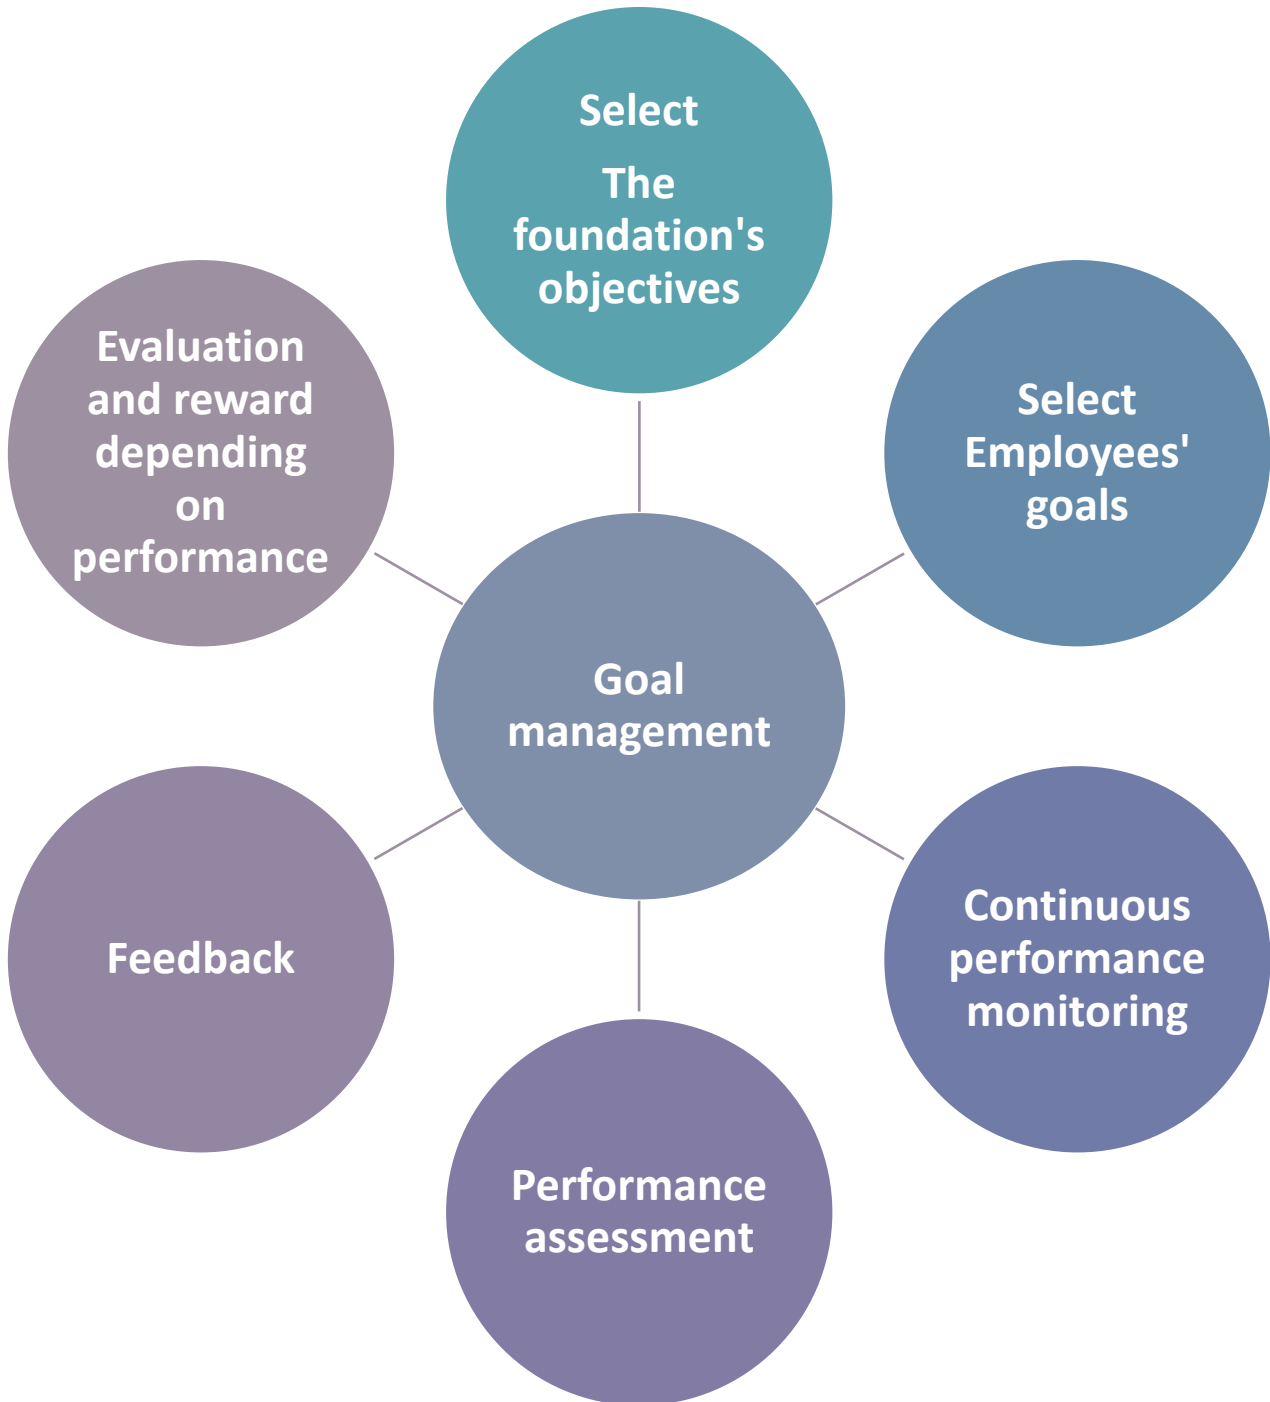 Select
The
foundation's
objectives
Select
Employees'
goals
Continuous
performance
monitoring
Performance
assessment
Feedback
Evaluation
and reward
depending
on
performance
Goal
management